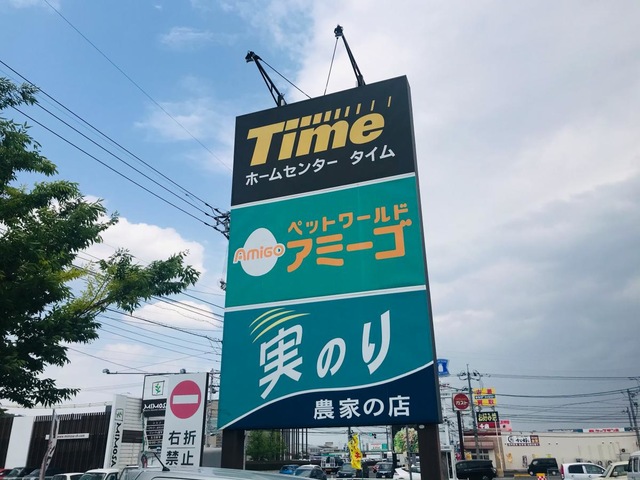 Time
ホームセンター タイム
ペットワールド
AMIGO
アミーゴ
実のり
農家の店
右折
禁止